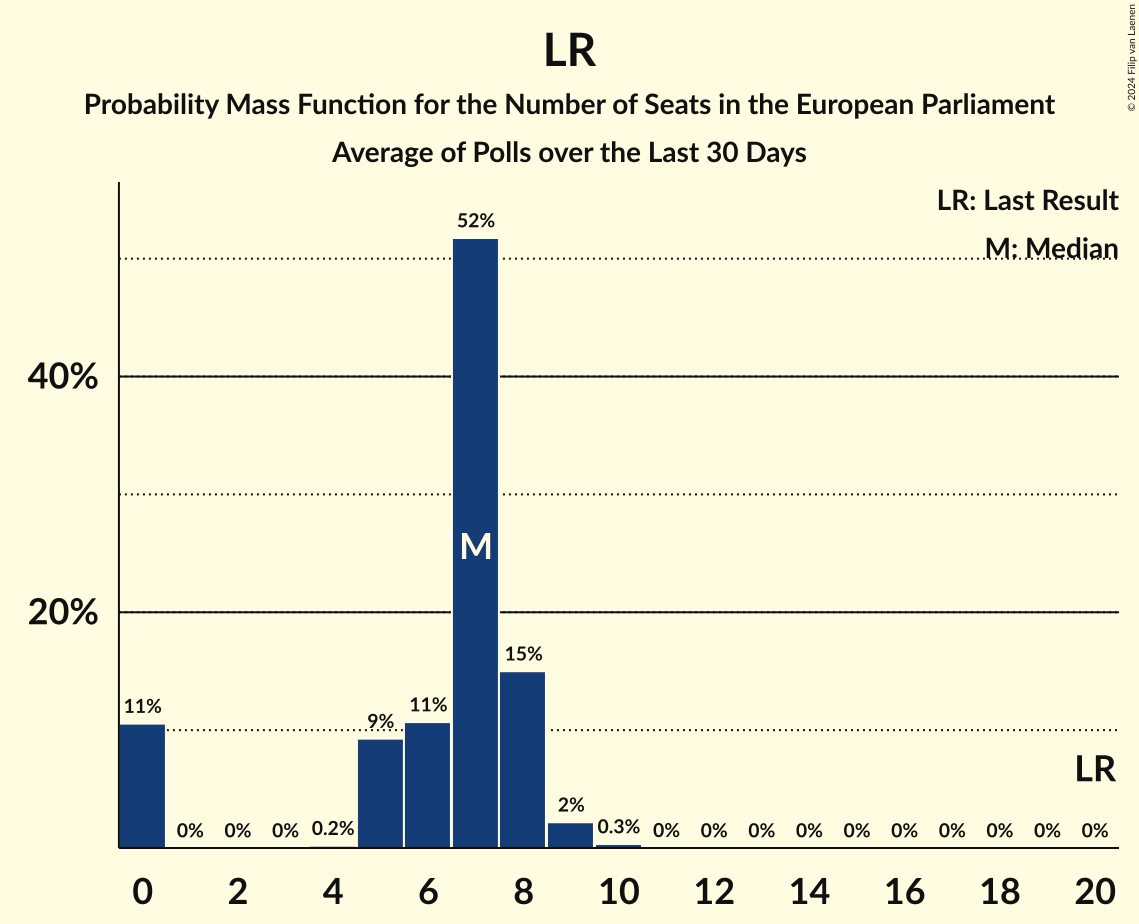 LR
Probability Mass Function for the Number of Seats in the European Parliament
Average of Polls over the Last 30 Days
© 2024 Filip van Laenen
LR: Last Result
M: Median
52%
40%
M
20%
15%
11%
11%
9%
LR
2%
0% 0% 0% 0.2% 0.3% 0% 0% 0% 0% 0% 0% 0% 0% 0% 0%
0 2 4 6 8 10 12 14 16 18 20